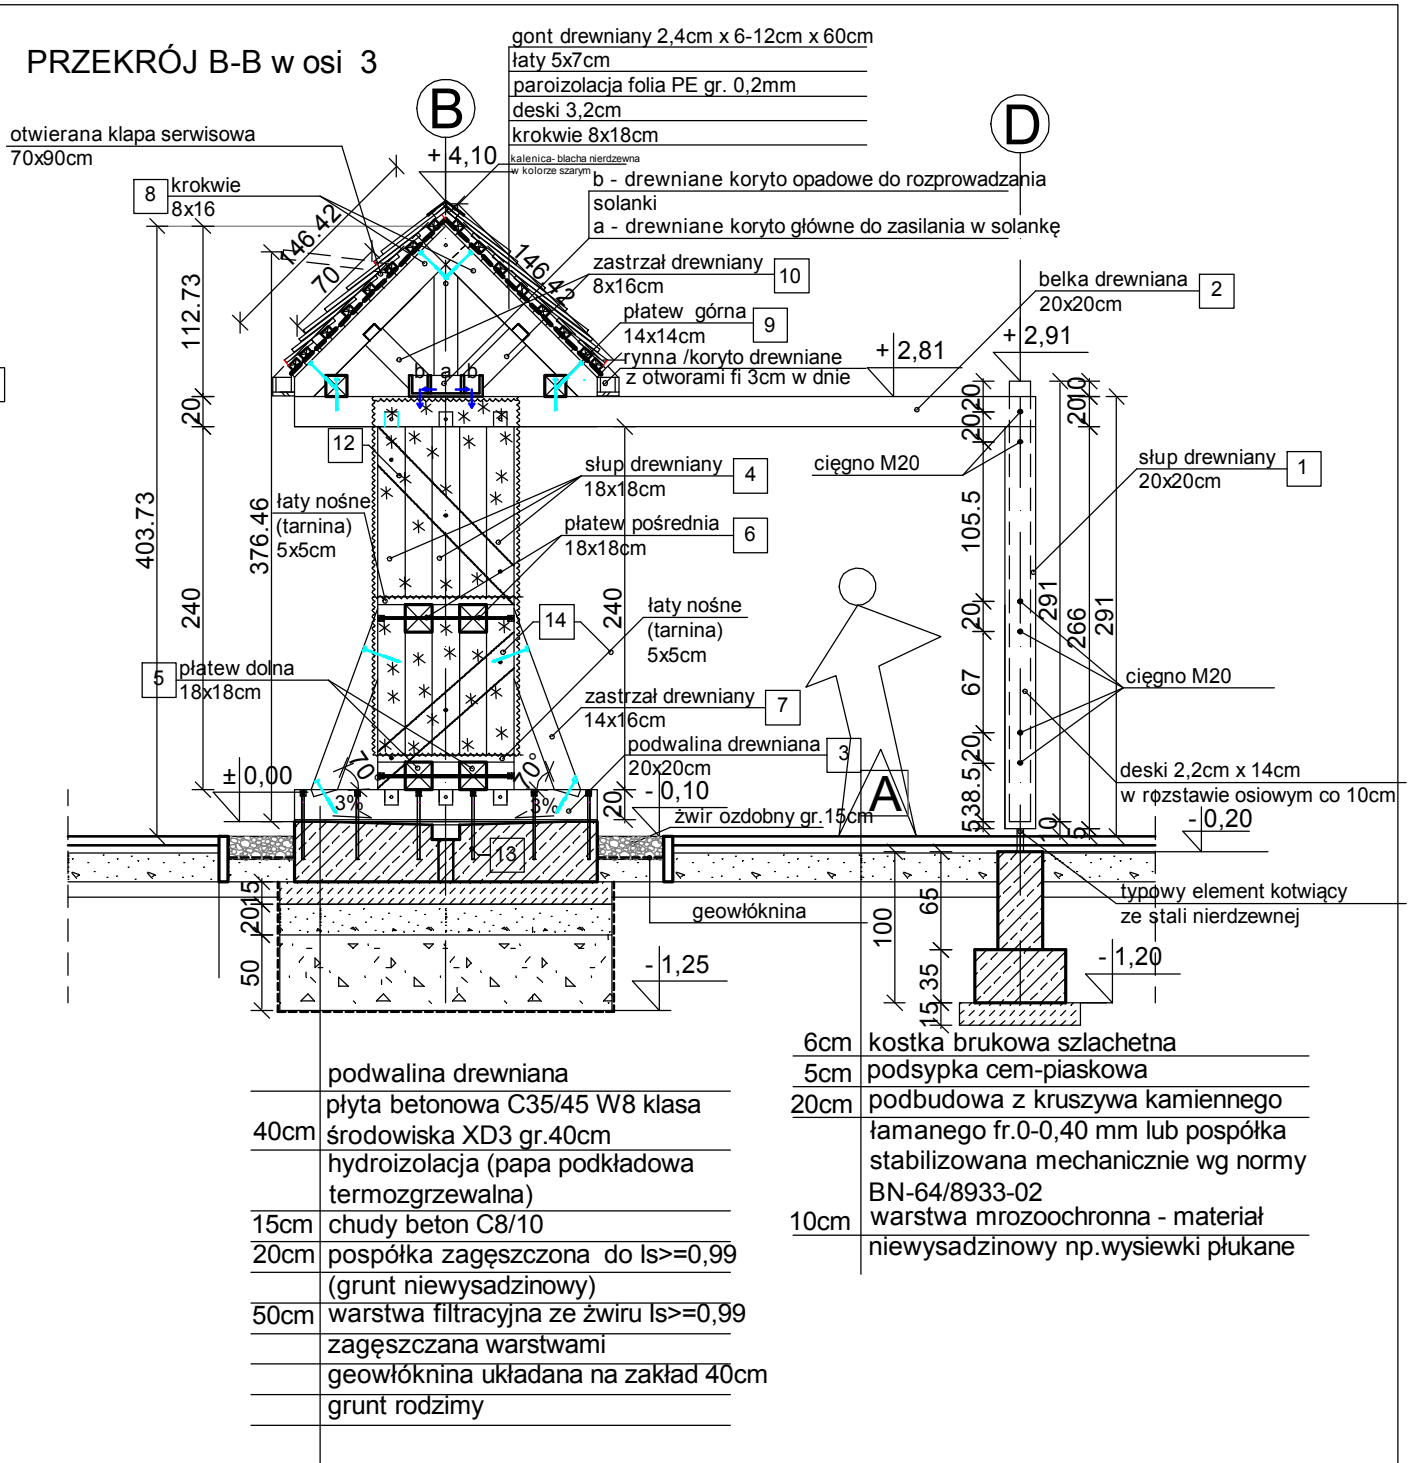 PRZEKRÓJ B-B w osi 3
gont drewniany 2,4cm x 6-12cm x 60cm
łaty 5x7cm
paroizolacja folia PE gr. 0,2mm
deski 3,2cm
krokwie 8x18cm
B
D
otwierana klapa serwisowa
70x90cm
+ 4,10
kalenica- blacha nierdzewna
w kolorze szarym
8
krokwie
8x16
b - drewniane koryto opadowe do rozprowadzania
solanki
a - drewniane koryto główne do zasilania w solankę
146.42
70
146.42
zastrzał drewniany
8x16cm
10
belka drewniana
20x20cm
2
płatew górna
14x14cm
9
rynna /koryto drewniane
z otworami fi 3cm w dnie
+ 2,81
+ 2,91
b a b
112.73
20
240
403.73
376.46
12
łaty nośne
(tarnina)
5x5cm
słup drewniany
18x18cm
4
płatew pośrednia
18x18cm
6
cięgno M20
słup drewniany
20x20cm
1
20
20
105.5
20
67
20
38.5
5
291
10
20
266
291
10
5
240
14
łaty nośne
(tarnina)
5x5cm
5
płatew dolna
18x18cm
zastrzał drewniany
14x16cm
7
cięgno M20
podwalina drewniana
20x20cm
3
± 0,00
70°
70°
3%
3%
20
- 0,10
A
żwir ozdobny gr.15cm
deski 2,2cm x 14cm
w rozstawie osiowym co 10cm
- 0,20
13
geowłóknina
typowy element kotwiący
ze stali nierdzewnej
15
20
50
- 1,25
100
65
35
15
- 1,20
podwalina drewniana
płyta betonowa C35/45 W8 klasa
40cm środowiska XD3 gr.40cm
hydroizolacja (papa podkładowa
termozgrzewalna)
15cm chudy beton C8/10
20cm pospółka zagęszczona do Is>=0,99
(grunt niewysadzinowy)
50cm warstwa filtracyjna ze żwiru Is>=0,99
zagęszczana warstwami
geowłóknina układana na zakład 40cm
grunt rodzimy
6cm kostka brukowa szlachetna
5cm podsypka cem-piaskowa
20cm podbudowa z kruszywa kamiennego
łamanego fr.0-0,40 mm lub pospółka
stabilizowana mechanicznie wg normy
BN-64/8933-02
10cm warstwa mrozoochronna - materiał
niewysadzinowy np.wysiewki płukane